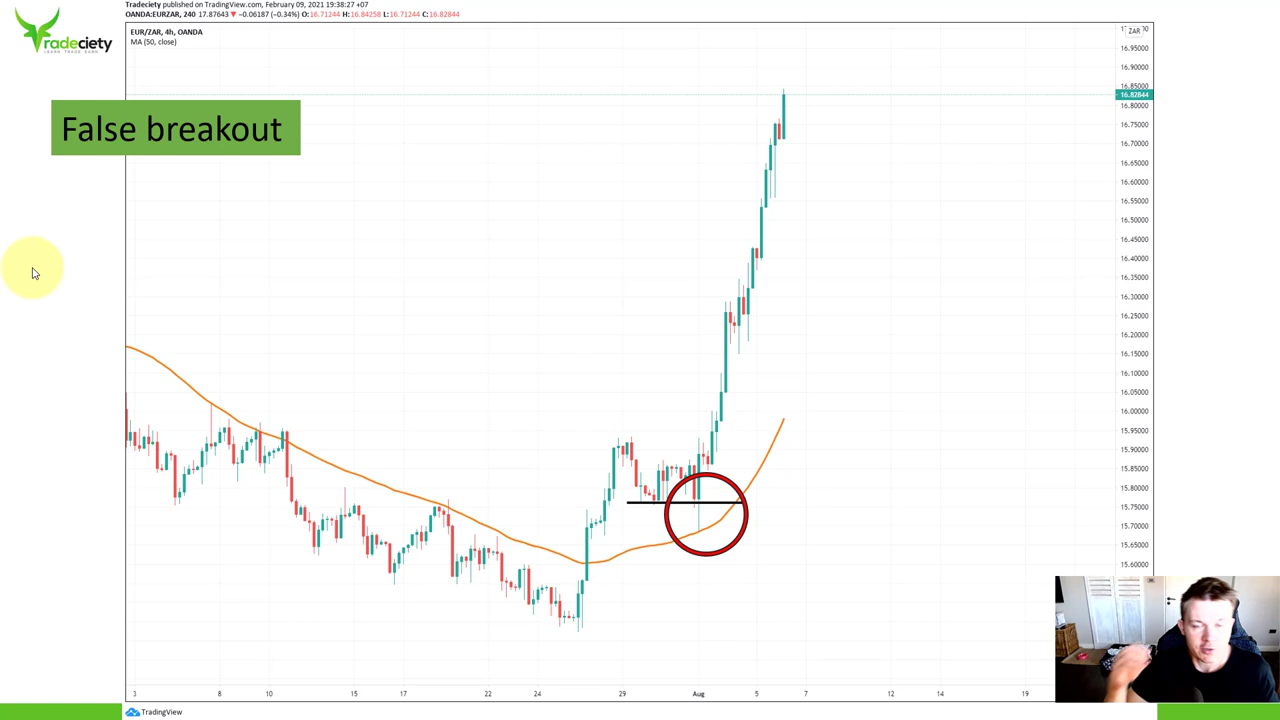 Tradeciety published on TradingView.com, February 09, 2021 19:38:27 +07
OANDA:EURZAR, 240 17.87643 ▼ −0.06187 (−0.34%) O:16.71244 H:16.84258 L:16.71244 C:16.82844
Tradeciety
LEARN TRADE EARN
EUR/ZAR, 4h, OANDA
MA (50, close)
ZAR
False breakout
16.95000
16.90000
16.85000
16.82844
16.80000
16.75000
16.70000
16.65000
16.60000
16.55000
16.50000
16.45000
16.40000
16.35000
16.30000
16.25000
16.20000
16.15000
16.10000
16.05000
16.00000
15.95000
15.90000
15.85000
15.80000
15.75000
15.70000
15.65000
15.60000
3 8 10 15 17 22 24 29 Aug 5 7 12 14 19
TradingView